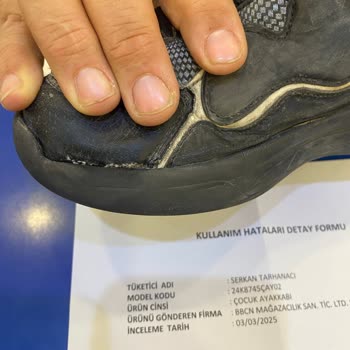 KULLANIM HATALARI DETAY FORMU
TÜKETİCİ ADI : SERKAN TARHANACI
MODEL KODU : 24K8745ÇAY02
ÜRÜN CİNSİ : ÇOCUK AYAKKABI
ÜRÜNÜ GÖNDEREN FİRMA : BBCN MAĞAZACILIK SAN. TİC. LTD.
İNCELEME TARİH : 03/03/2025